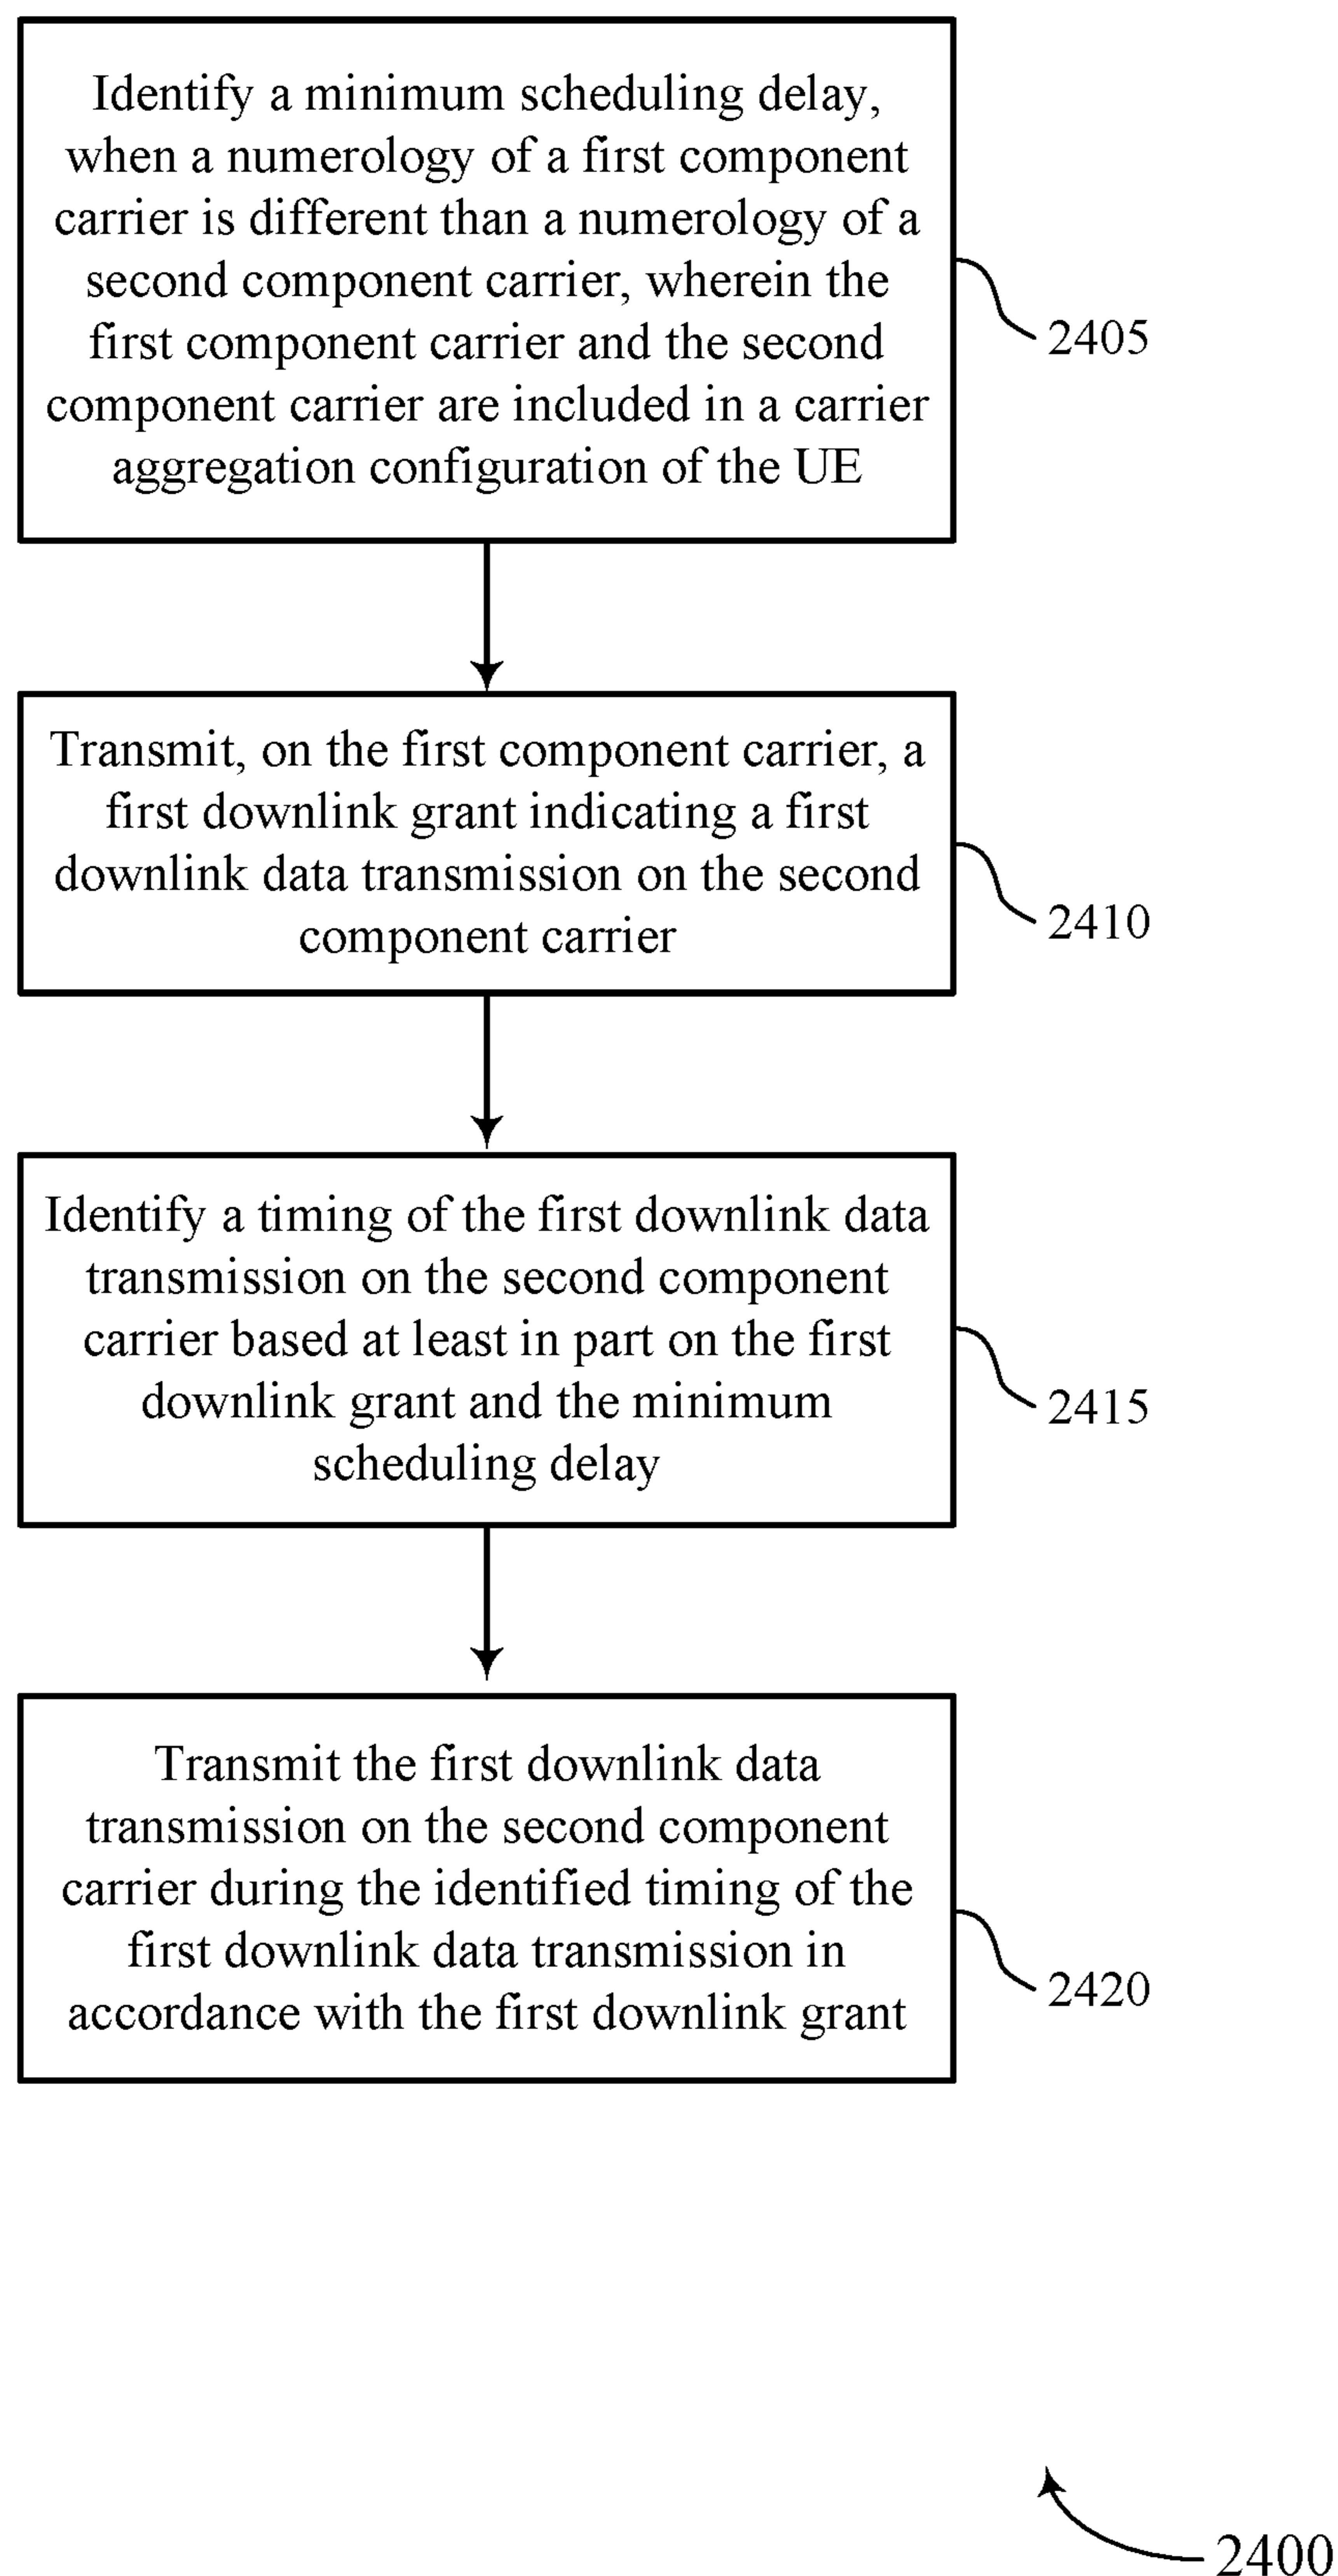 Identify a minimum scheduling delay,
when a numerology of a first component
carrier is different than a numerology of a
second component carrier, wherein the
first component carrier and the second
component carrier are included in a carrier
aggregation configuration of the UE
2405
Transmit, on the first component carrier, a
first downlink grant indicating a first
downlink data transmission on the second
component carrier
2410
Identify a timing of the first downlink data
transmission on the second component
carrier based at least in part on the first
downlink grant and the minimum
scheduling delay
2415
Transmit the first downlink data
transmission on the second component
carrier during the identified timing of the
first downlink data transmission in
accordance with the first downlink grant
2420
2400